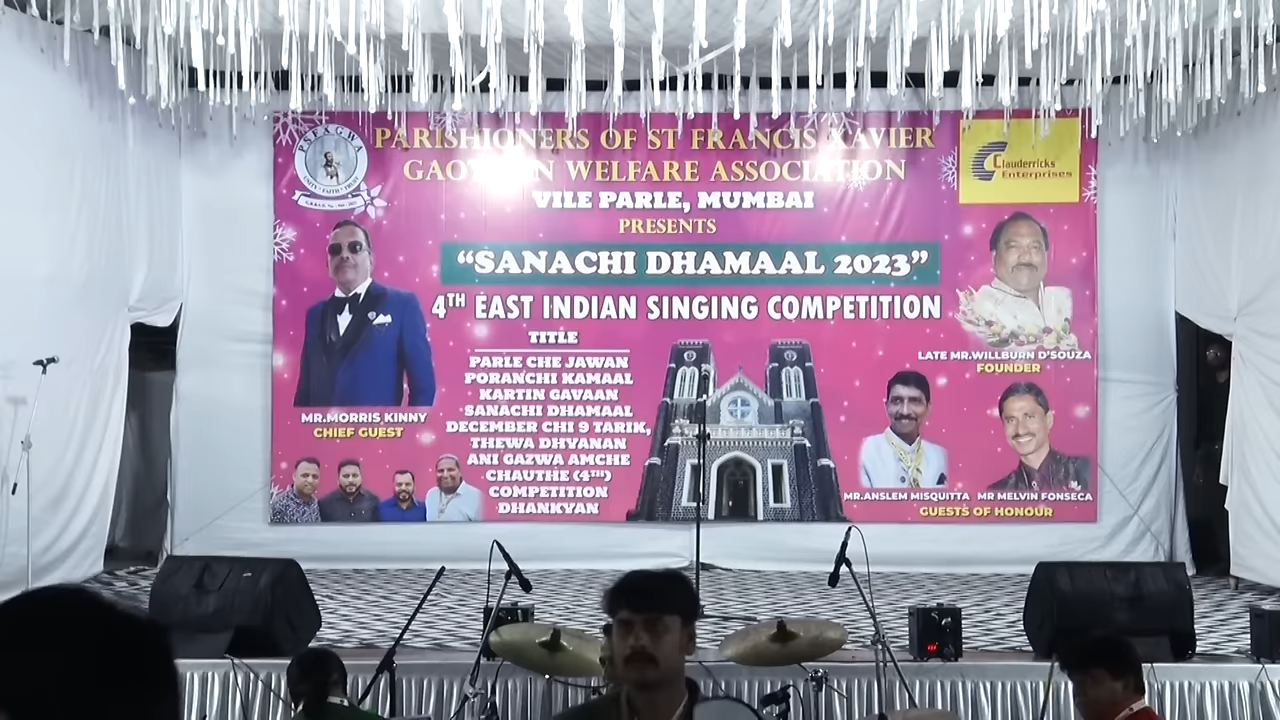 PARISHIONERS OF ST FRANCIS XAVIER
WELFARE ASSOCIATION
VILE PARLE, MUMBAI
PRESENTS
"SANACHI DHAMAAL 2023"
4TH EAST INDIAN SINGING COMPETITION
P.S.F.X.G.W.A
UNITY • FAITH • TRUST
Clauderricks
Enterprises
MR.MORRIS KINNY
CHIEF GUEST
TITLE
PARLE CHE JAWAN
PORANCHI KAMAAL
KARTIN GAVAAN
SANACHI DHAMAAL
DECEMBER CHI 9 TARIK,
THEWA DHYANAN
ANI GAZWA AMCHE
CHAUTHE (4TH)
COMPETITION
DHANKYAN
LATE MR.WILLBURN D'SOUZA
FOUNDER
MR.ANSLEM MISQUITTA
MR MELVIN FONSECA
GUESTS OF HONOUR